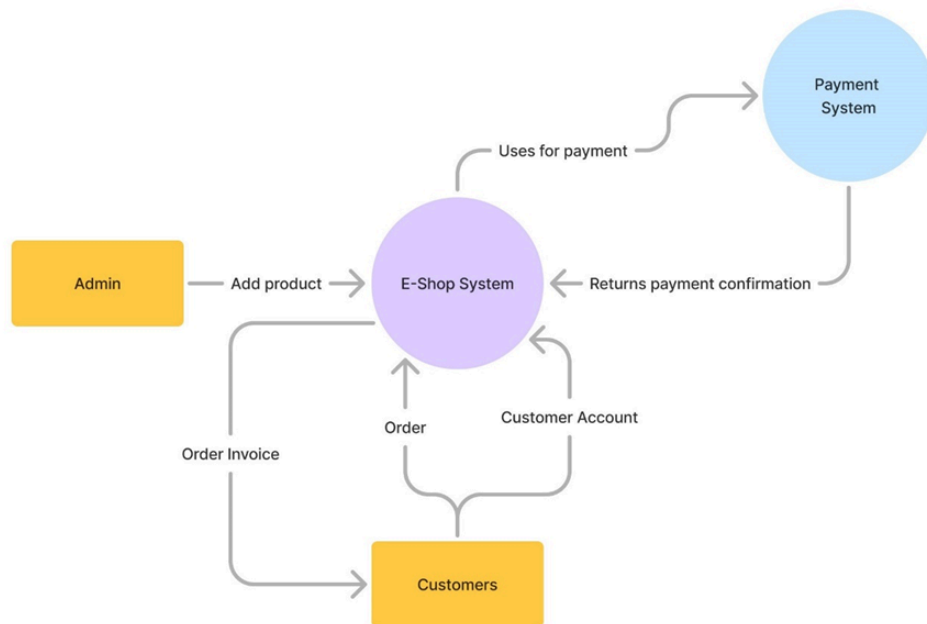 Payment
System
Uses for payment
Admin
Add product
E-Shop System
Returns payment confirmation
Customer Account
Order
Order Invoice
Customers